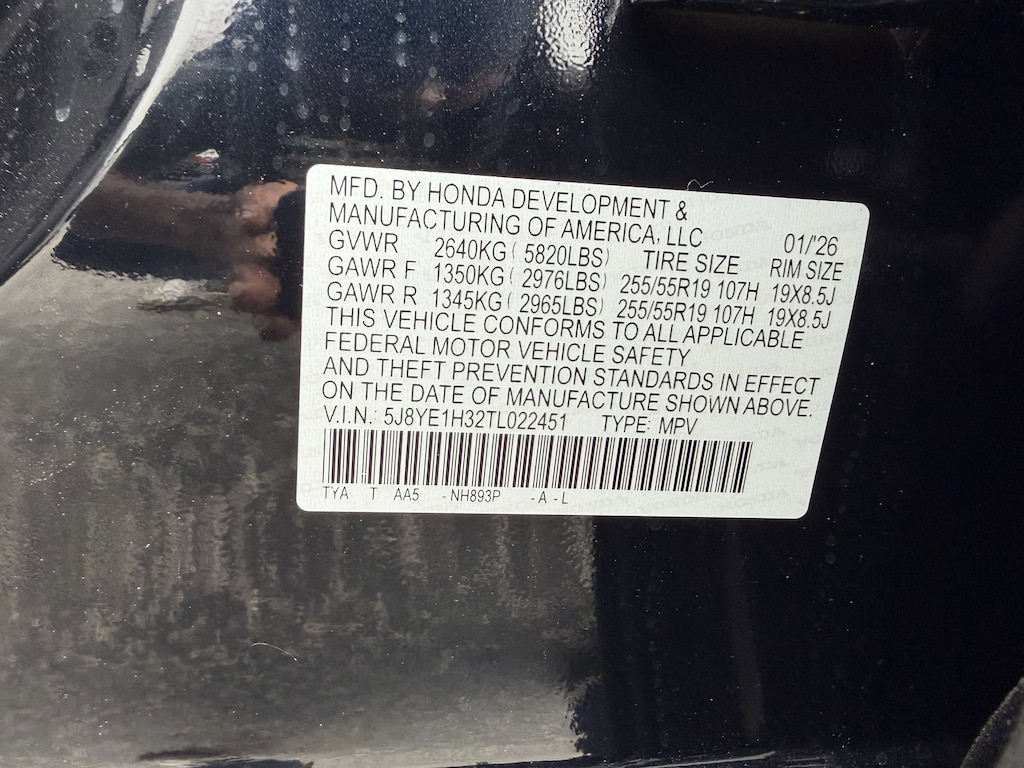 MFD. BY HONDA DEVELOPMENT &
MANUFACTURING OF AMERICA, LLC 01/'26
GVWR 2640KG ( 5820LBS) TIRE SIZE RIM SIZE
GAWR F 1350KG ( 2976LBS) 255/55R19 107H 19X8.5J
GAWR R 1345KG ( 2965LBS) 255/55R19 107H 19X8.5J
THIS VEHICLE CONFORMS TO ALL APPLICABLE
FEDERAL MOTOR VEHICLE SAFETY
AND THEFT PREVENTION STANDARDS IN EFFECT
ON THE DATE OF MANUFACTURE SHOWN ABOVE.
V.I.N.: 5J8YE1H32TL022451 TYPE: MPV
TYA T AA5 -NH893P -A -L